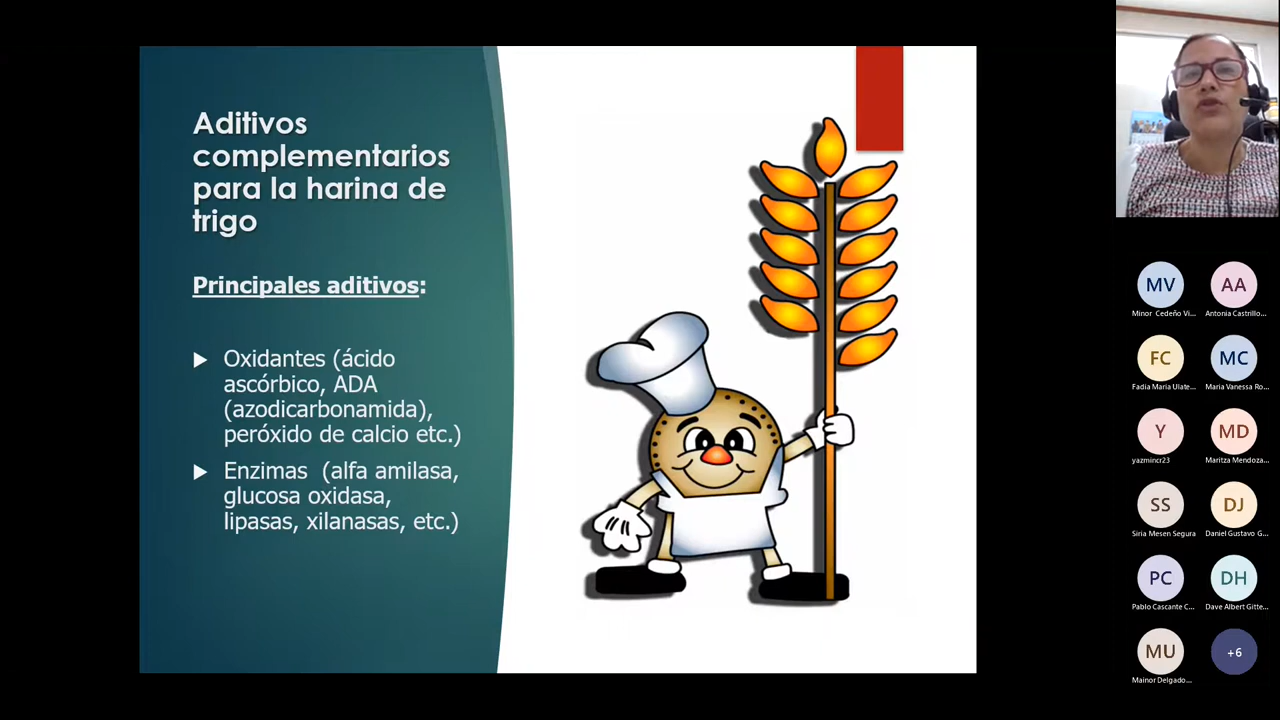 Aditivos
complementarios
para la harina de
trigo
Principales aditivos:
Oxidantes (ácido
ascórbico, ADA
(azodicarbonamida),
peróxido de calcio etc.)
Enzimas (alfa amilasa,
glucosa oxidasa,
lipasas, xilanasas, etc.)
MV
AA
Minor Cedeño Vi...
Antonia Castrillo...
FC
MC
Fadia Maria Ulate...
Maria Vanessa Ro...
Y
MD
yazmincr23
Maritza Mendoza...
SS
DJ
Siria Mesen Segura
Daniel Gustavo G...
PC
DH
Pablo Cascante C...
Dave Albert Gitte...
MU
+6
Mainor Delgado...